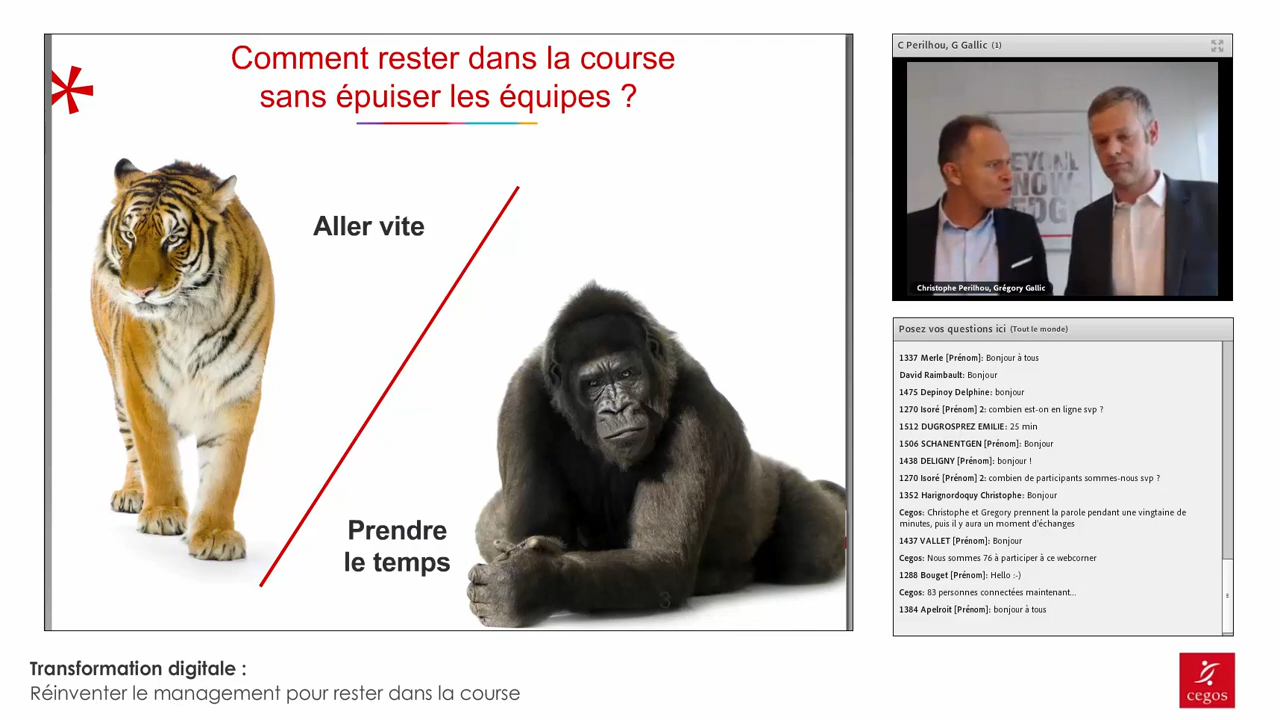 Comment rester dans la course
sans épuiser les équipes ?
Aller vite
Prendre
le temps
3
C Perilhou, G Gallic (1)
Christophe Perilhou, Grégory Gallic
Posez vos questions ici (Tout le monde)
1337 Merle [Prénom]: Bonjour à tous
David Raimbault: Bonjour
1475 Depinoy Delphine: bonjour
1270 Isoré [Prénom] 2: combien est-on en ligne svp ?
1512 DUGROSPREZ EMILIE: 25 min
1506 SCHANENTGEN [Prénom]: Bonjour
1438 DELIGNY [Prénom]: bonjour !
1270 Isoré [Prénom] 2: combien de participants sommes-nous svp ?
1352 Harignordoquy Christophe: Bonjour
Cegos: Christophe et Gregory prennent la parole pendant une vingtaine de
minutes, puis il y aura un moment d'échanges
1437 VALLET [Prénom]: Bonjour
Cegos: Nous sommes 76 à participer à ce webcorner
1288 Bouget [Prénom]: Hello :-)
Cegos: 83 personnes connectées maintenant...
1384 Apelroit [Prénom]: bonjour à tous
Transformation digitale :
Réinventer le management pour rester dans la course
cegos